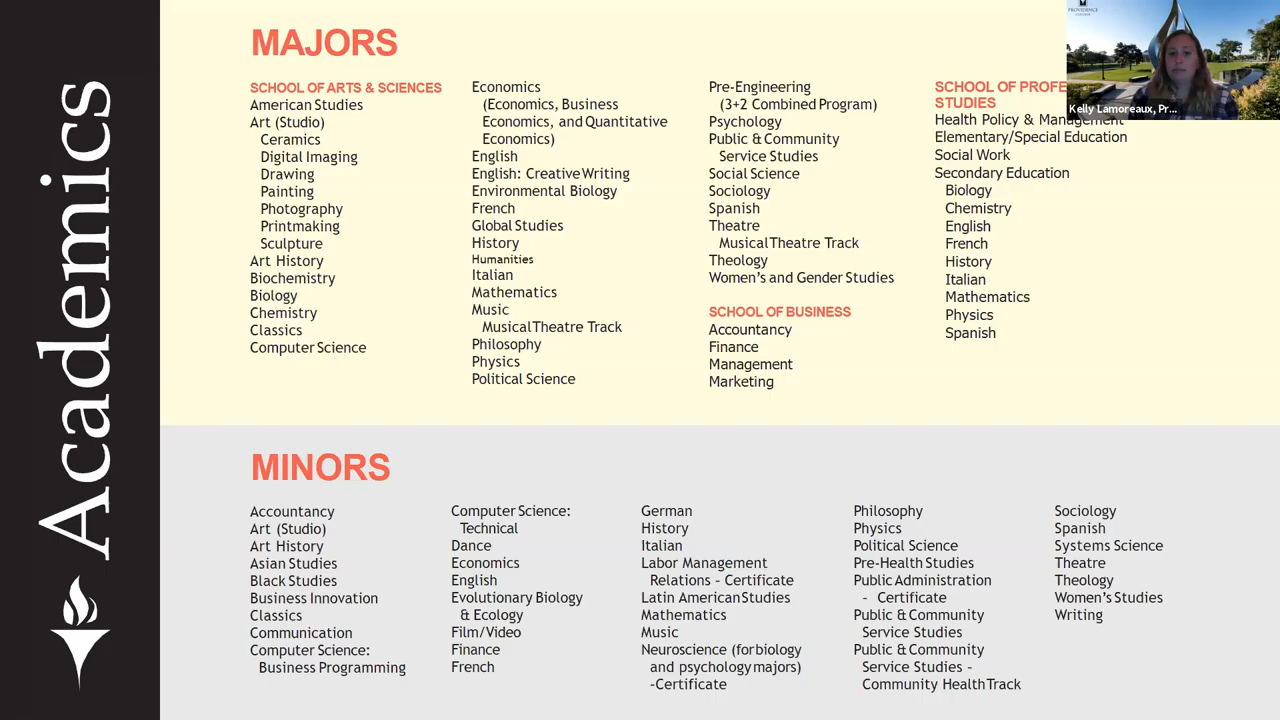 Academics
MAJORS
SCHOOL OF ARTS & SCIENCES
American Studies
Art (Studio)
Ceramics
Digital Imaging
Drawing
Painting
Photography
Printmaking
Sculpture
Art History
Biochemistry
Biology
Chemistry
Classics
Computer Science
Economics
(Economics, Business
Economics, and Quantitative
Economics)
English
English: Creative Writing
Environmental Biology
French
Global Studies
History
Humanities
Italian
Mathematics
Music
Musical Theatre Track
Philosophy
Physics
Political Science
Pre-Engineering
(3+2 Combined Program)
Psychology
Public & Community
Service Studies
Social Science
Sociology
Spanish
Theatre
Musical Theatre Track
Theology
Women's and Gender Studies
SCHOOL OF BUSINESS
Accountancy
Finance
Management
Marketing
SCHOOL OF PROFE
STUDIES
Health Policy & Management
Elementary/Special Education
Social Work
Secondary Education
Biology
Chemistry
English
French
History
Italian
Mathematics
Physics
Spanish
PROVIDENCE
COLLEGE
Kelly Lamoreaux, Pr...
MINORS
Accountancy
Art (Studio)
Art History
Asian Studies
Black Studies
Business Innovation
Classics
Communication
Computer Science:
Business Programming
Computer Science:
Technical
Dance
Economics
English
Evolutionary Biology
& Ecology
Film/Video
Finance
French
German
History
Italian
Labor Management
Relations - Certificate
Latin American Studies
Mathematics
Music
Neuroscience (for biology
and psychology majors)
-Certificate
Philosophy
Physics
Political Science
Pre-Health Studies
Public Administration
- Certificate
Public & Community
Service Studies
Public & Community
Service Studies -
Community Health Track
Sociology
Spanish
Systems Science
Theatre
Theology
Women's Studies
Writing